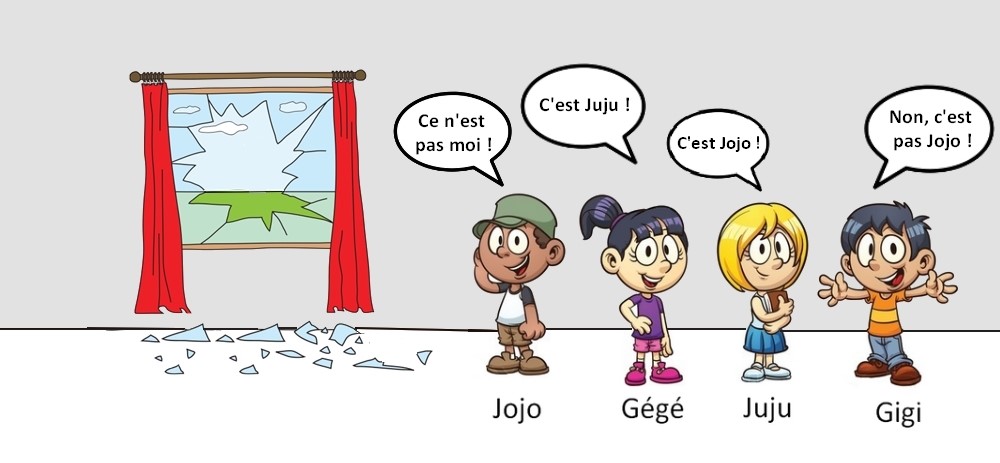 Ce n'est
pas moi !
C'est Juju !
C'est Jojo !
Non, c'est
pas Jojo !
Jojo
Gégé
Juju
Gigi